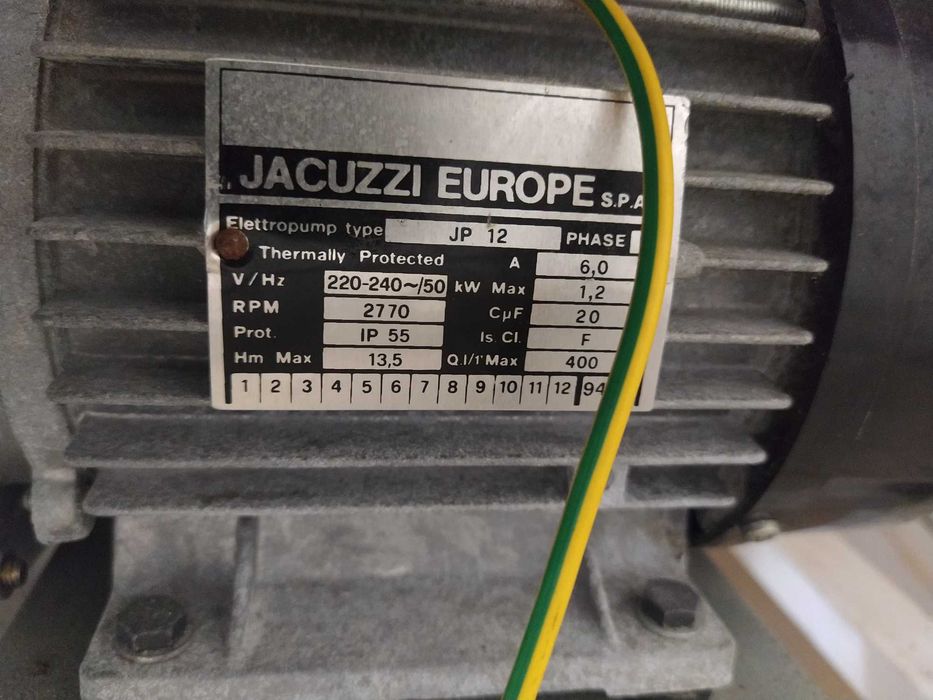 JACUZZI EUROPE S.P.A
Elettropump type JP 12 PHASE
Thermally Protected A 6,0
V/Hz 220-240~/50 kW Max 1,2
RPM 2770 CµF 20
Prot. IP 55 Is Cl. F
Hm Max 13,5 Q.l/1'Max 400
1 2 3 4 5 6 7 8 9 10 11 12 94